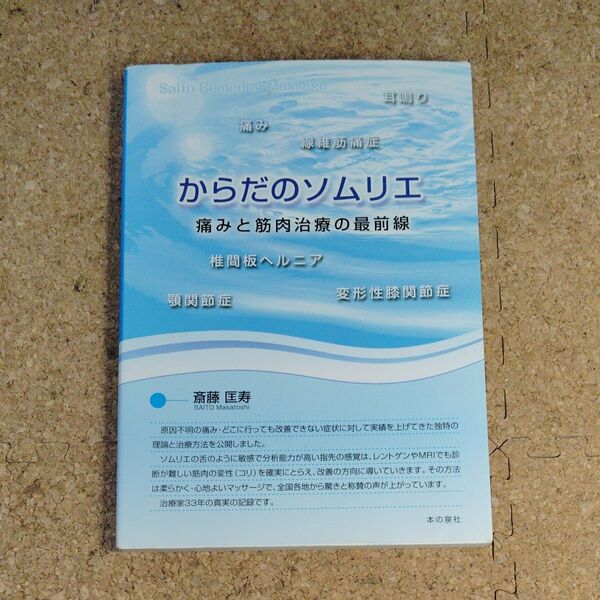 Saito Remedial Massage
耳鳴り
痛み
線維筋痛症
からだのソムリエ
痛みと筋肉治療の最前線
椎間板ヘルニア
顎関節症
変形性膝関節症
斎藤 匡寿
SAITO Masatoshi
原因不明の痛み・どこに行っても改善できない症状に対して実績を上げてきた独特の
理論と治療方法を公開しました。
ソムリエの舌のように敏感で分析能力が高い指先の感覚は、レントゲンやMRIでも診
断が難しい筋肉の変性（コリ）を確実にとらえ、改善の方向に導いていきます。その方法
は柔らかく・心地よいマッサージで、全国各地から驚きと称賛の声が上がっています。
治療家33年の真実の記録です。
本の泉社